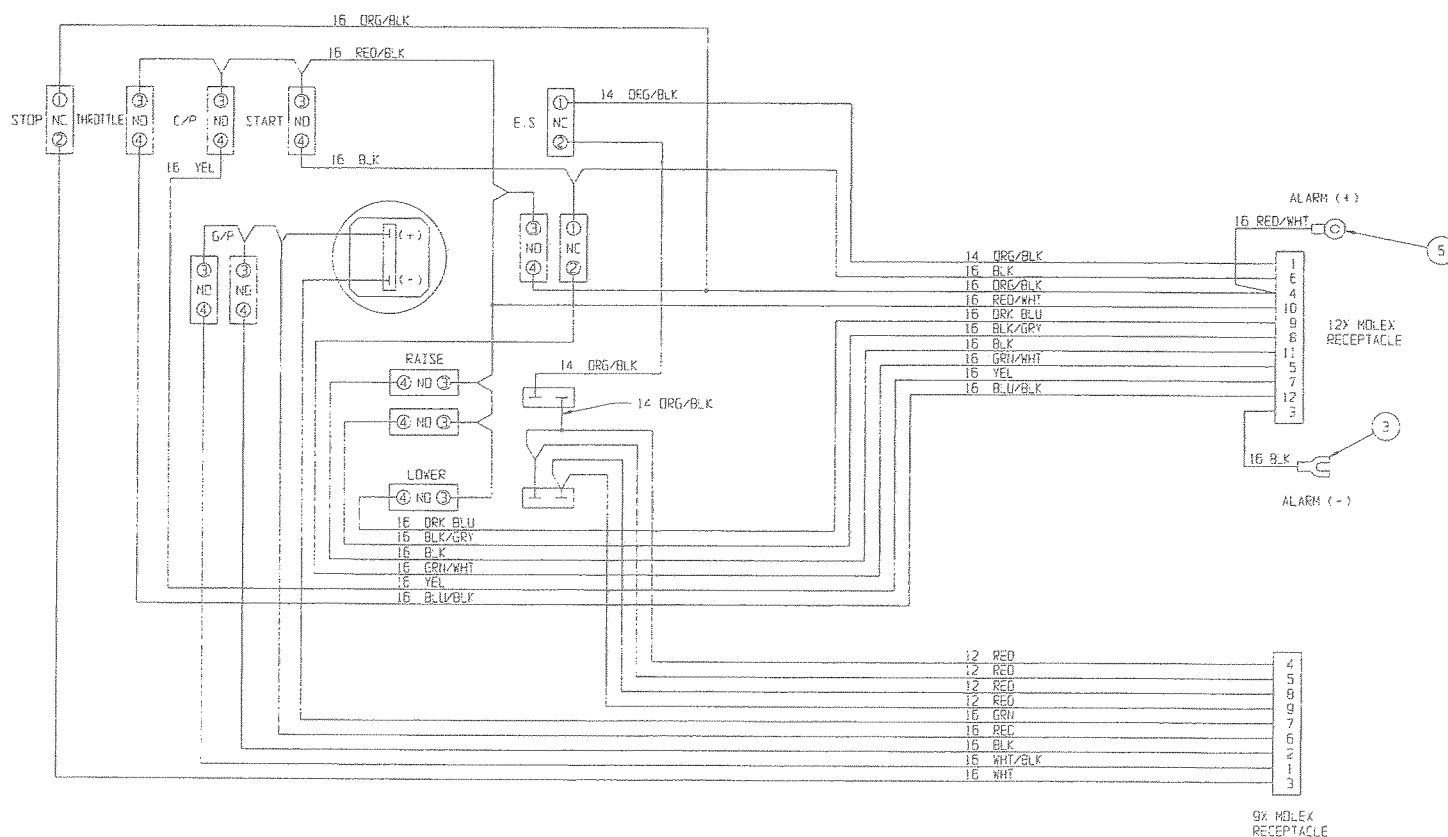 16 ORG/BLK
16 RED/BLK
STOP
1
NC
2
THROTTLE
3
NO
4
C/P
3
NO
4
START
3
NO
4
E.S
1
NC
2
14 ORG/BLK
16 BLK
16 YEL
G/P
3
NO
4
3
NO
4
(+)
(-)
3
NO
4
1
NC
2
RAISE
4 NO 3
4 NO 3
LOWER
4 NO 3
14 ORG/BLK
14 ORG/BLK
16 DRK BLU
16 BLK/GRY
16 BLK
16 GRN/WHT
16 YEL
16 BLU/BLK
ALARM (+)
16 RED/WHT
5
14 ORG/BLK
16 BLK
16 ORG/BLK
16 RED/WHT
16 DRK BLU
16 BLK/GRY
16 BLK
16 GRN/WHT
16 YEL
16 BLU/BLK
1
6
4
10
9
8
11
5
7
12
3
12X MOLEX
RECEPTACLE
3
16 BLK
ALARM (-)
12 RED
12 RED
12 RED
12 RED
16 GRN
16 RED
16 BLK
16 WHT/BLK
16 WHT
4
5
8
9
7
6
2
1
3
9X MOLEX
RECEPTACLE